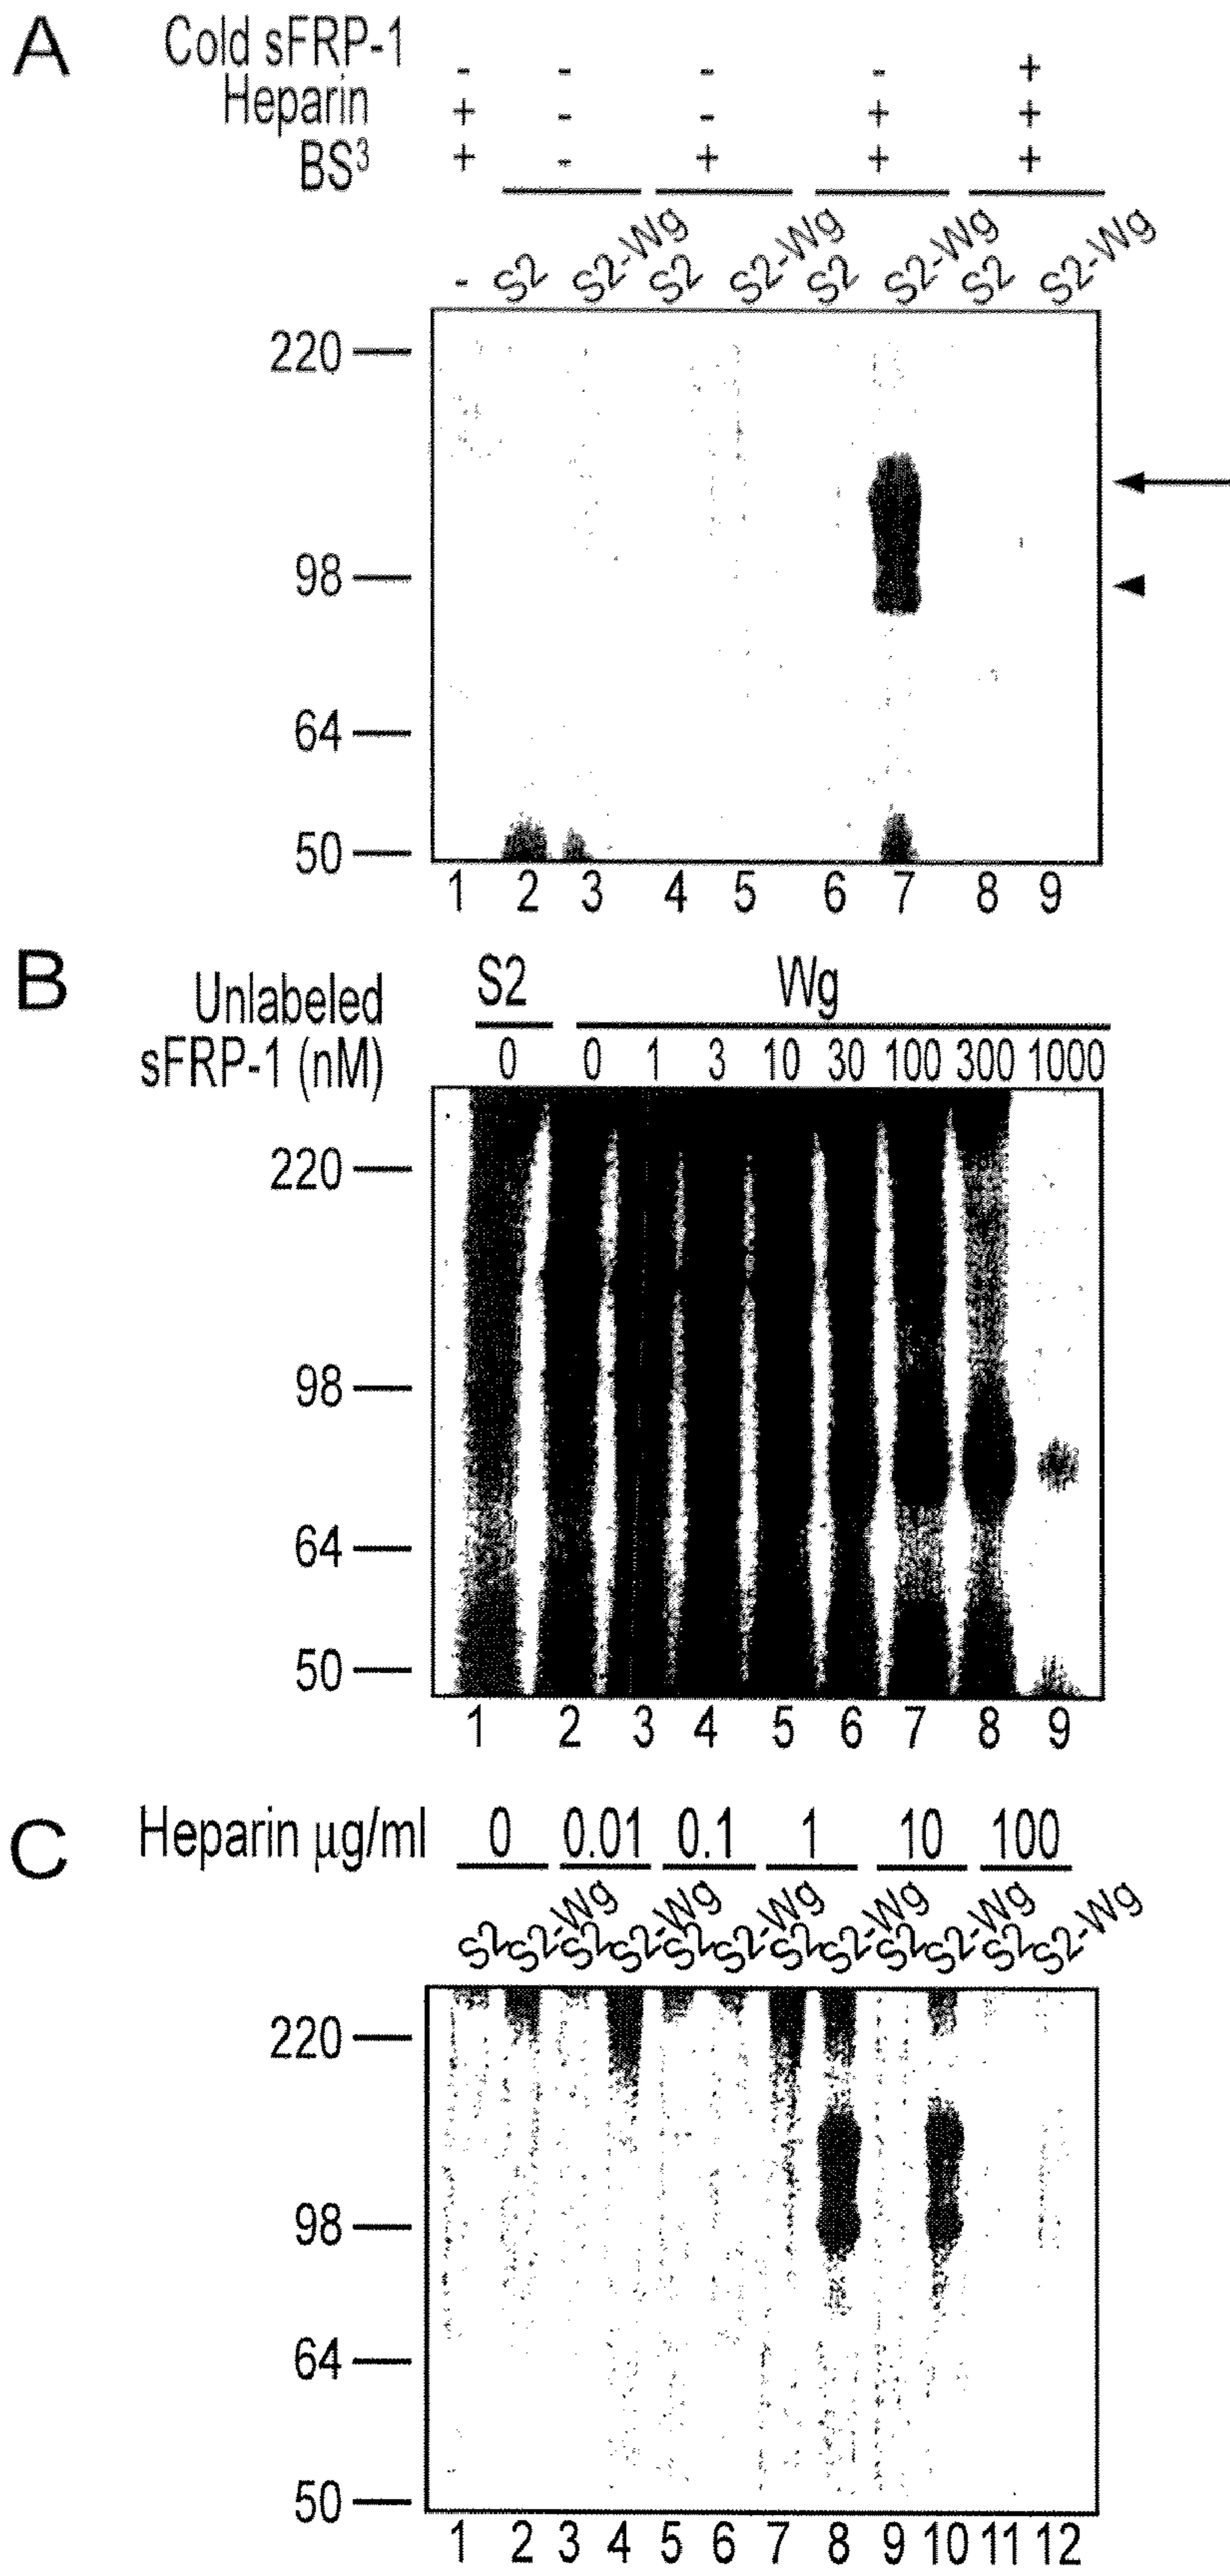 A
Cold sFRP-1 - - - - +
Heparin + - - + +
BS³ + - + + +
- S2 S2-Wg S2 S2-Wg S2 S2-Wg S2 S2-Wg
220
98
64
50
1 2 3 4 5 6 7 8 9
B
S2 Wg
Unlabeled
sFRP-1 (nM) 0 0 1 3 10 30 100 300 1000
220
98
64
50
1 2 3 4 5 6 7 8 9
C
Heparin µg/ml 0 0.01 0.1 1 10 100
S2 S2-Wg S2 S2-Wg S2 S2-Wg S2 S2-Wg S2 S2-Wg S2 S2-Wg
220
98
64
50
1 2 3 4 5 6 7 8 9 10 11 12